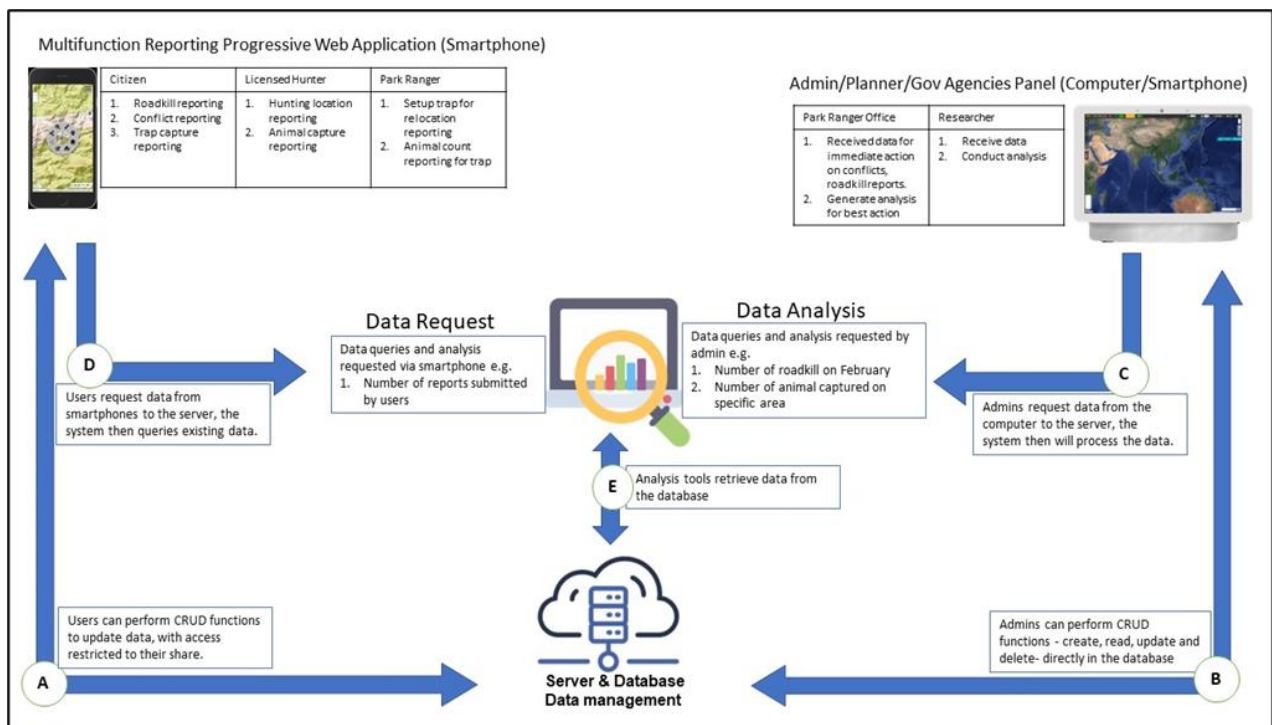 Multifunction Reporting Progressive Web Application (Smartphone)
Citizen
1. Roadkill reporting
2. Conflict reporting
3. Trap capture
reporting
Licensed Hunter
1. Hunting location
reporting
2. Animal capture
reporting
Park Ranger
1. Setup trap for
relocation
reporting
2. Animal count
reporting for trap
Admin/Planner/Gov Agencies Panel (Computer/Smartphone)
Park Ranger Office
1. Received data for
immediate action
on conflicts,
roadkill reports.
2. Generate analysis
for best action
Researcher
1. Receive data
2. Conduct analysis
Data Request
Data queries and analysis
requested via smartphone e.g.
1. Number of reports submitted
by users
Data Analysis
Data queries and analysis requested by
admin e.g.
1. Number of roadkill on February
2. Number of animal captured on
specific area
D
Users request data from
smartphones to the server, the
system then queries existing data.
C
Admins request data from the
computer to the server, the
system then will process the data.
E
Analysis tools retrieve data from
the database
Users can perform CRUD functions
to update data, with access
restricted to their share.
A
Server & Database
Data management
Admins can perform CRUD
functions - create, read, update and
delete- directly in the database
B